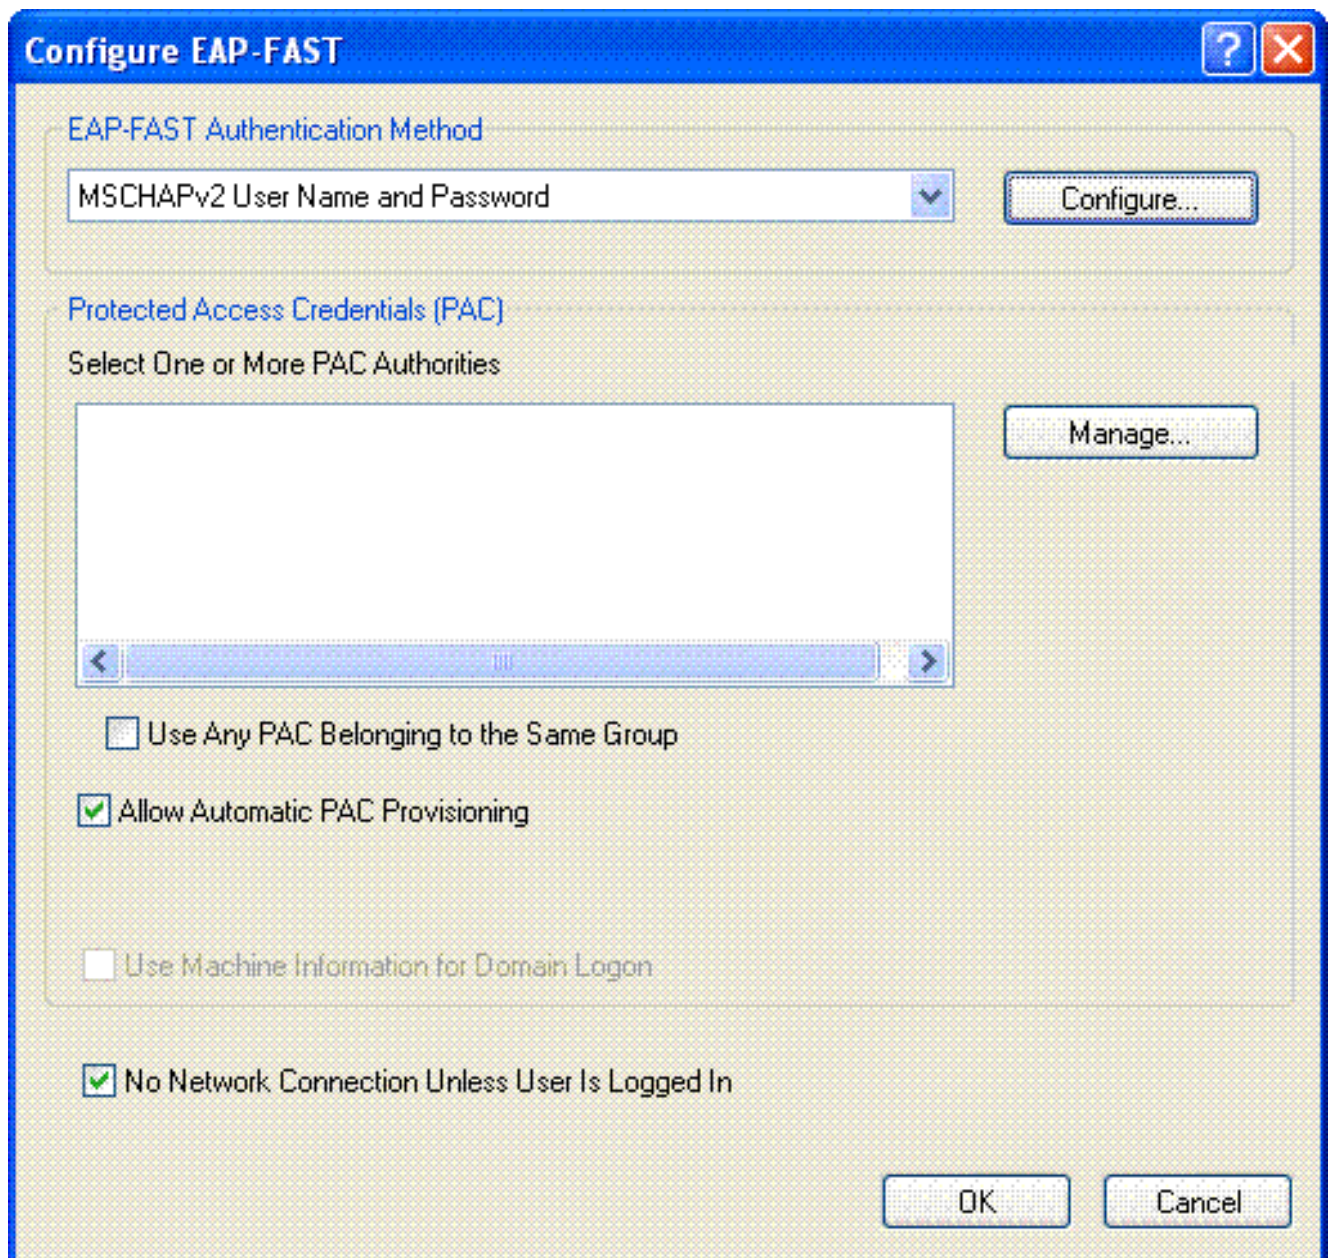 Configure EAP-FAST
EAP-FAST Authentication Method
MSCHAPv2 User Name and Password
Configure...
Protected Access Credentials (PAC)
Select One or More PAC Authorities
Manage...
Use Any PAC Belonging to the Same Group
Allow Automatic PAC Provisioning
Use Machine Information for Domain Logon
No Network Connection Unless User Is Logged In
OK
Cancel